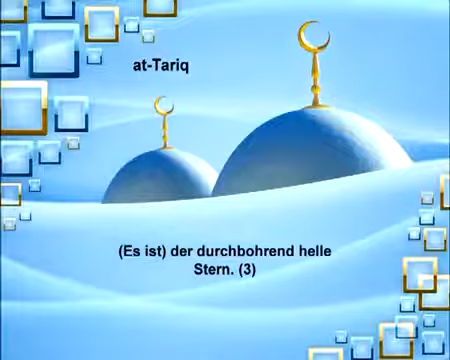 at-Tariq
(Es ist) der durchbohrend helle
Stern. (3)